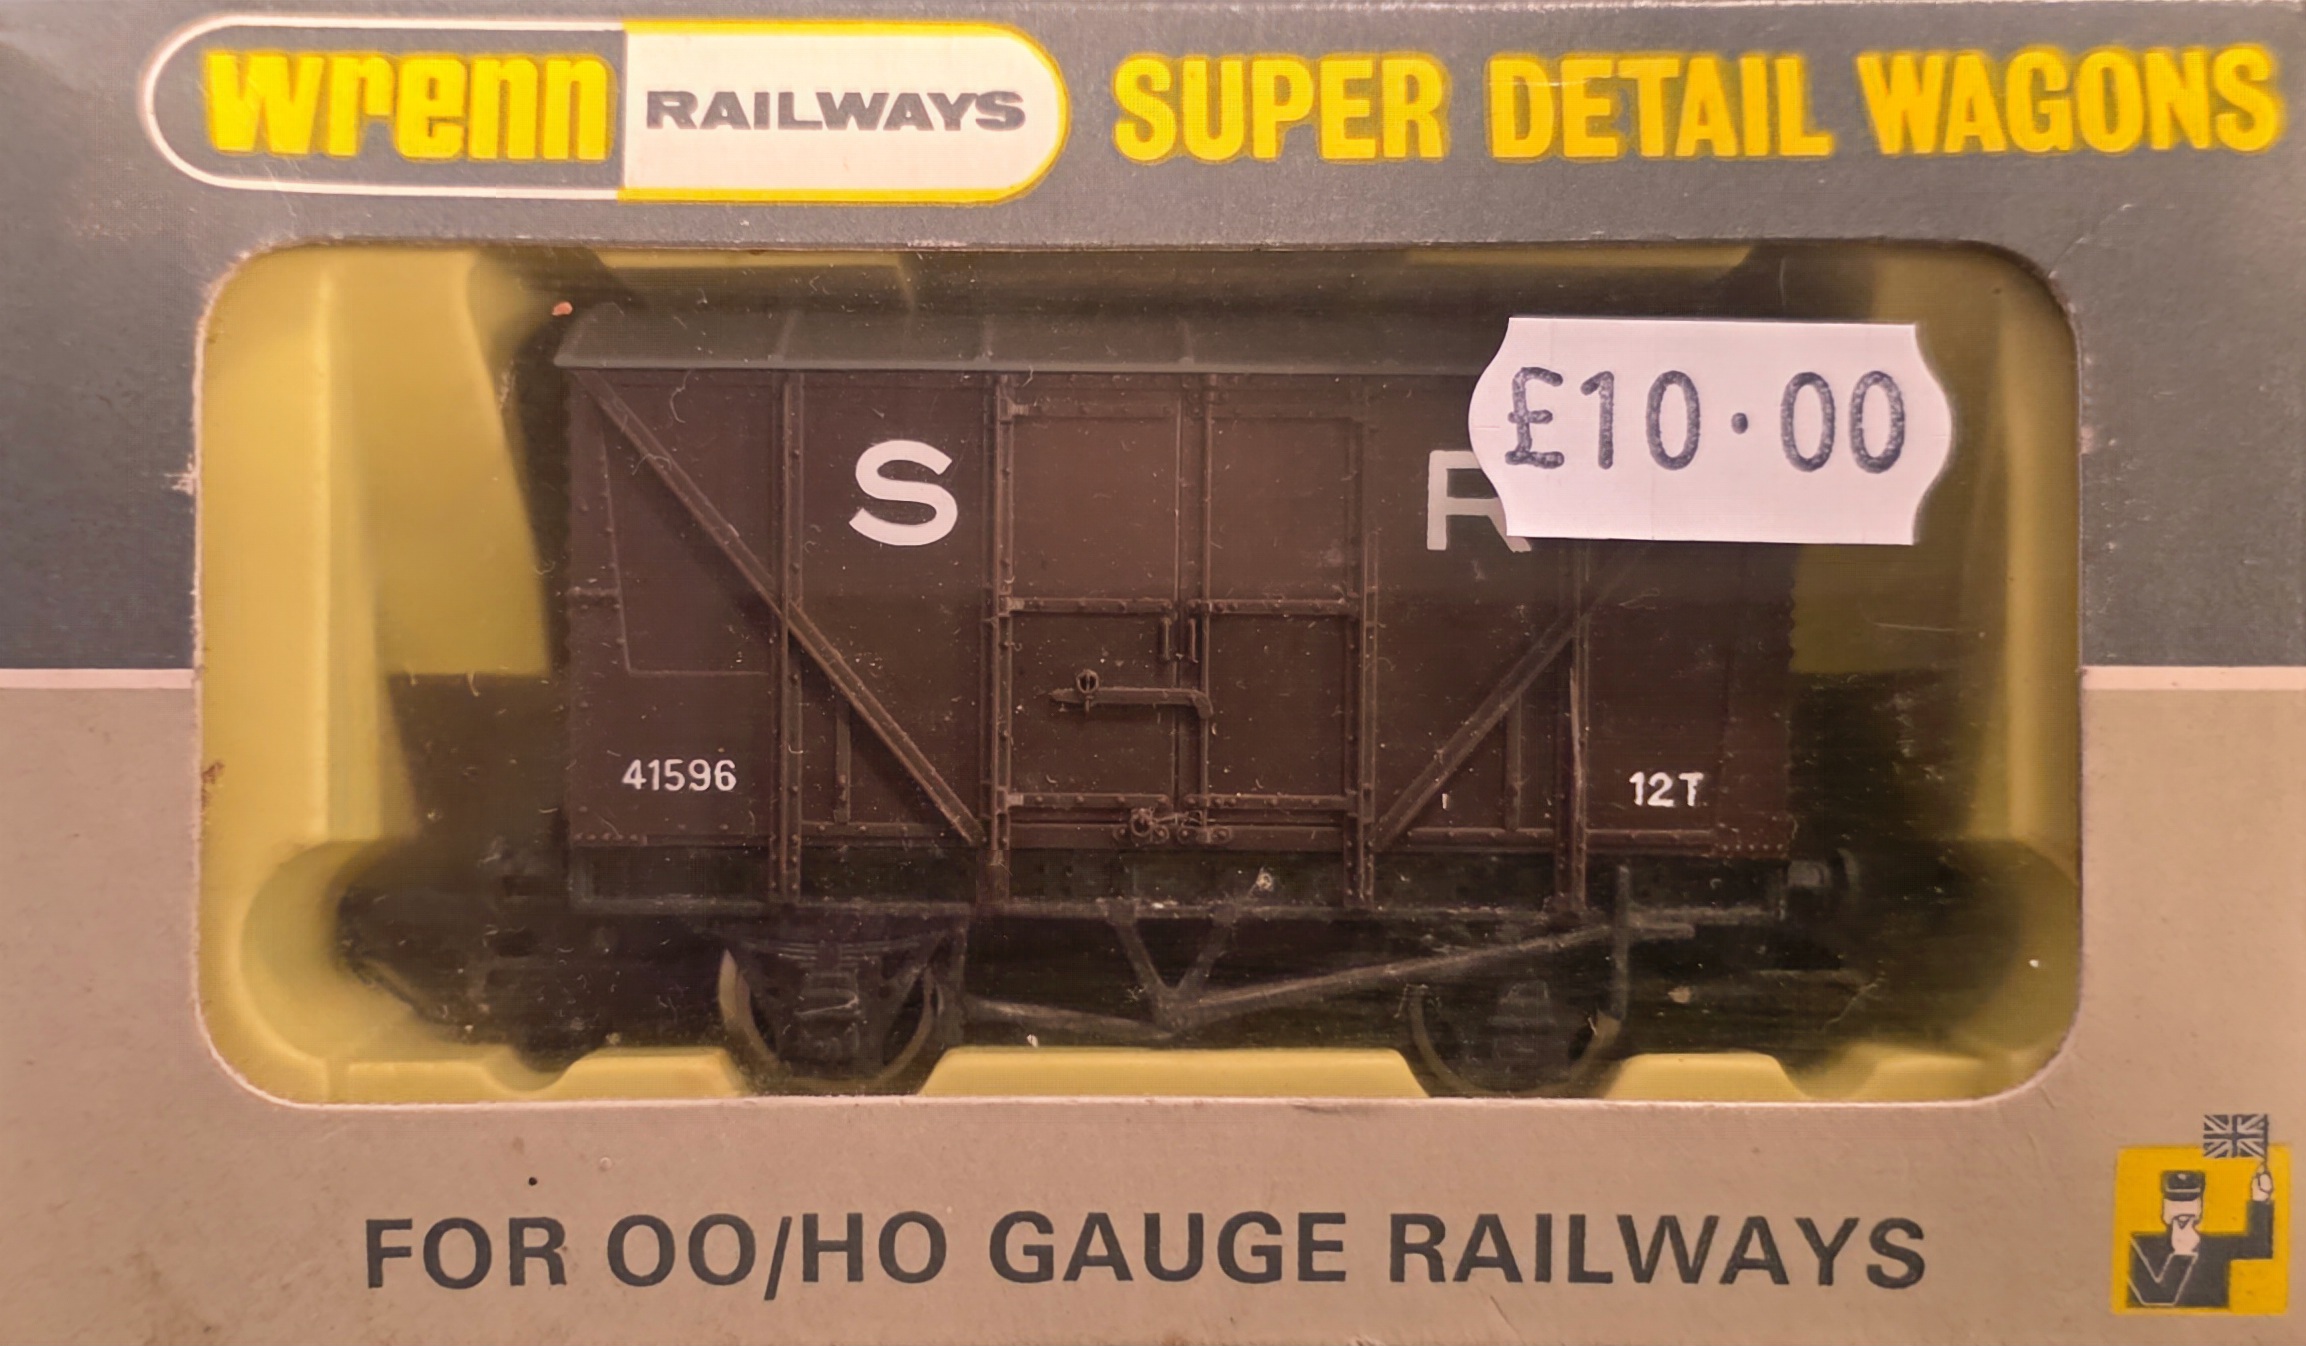 wrenn RAILWAYS SUPER DETAIL WAGONS
£10.00
S R
41596 12T
FOR OO/HO GAUGE RAILWAYS